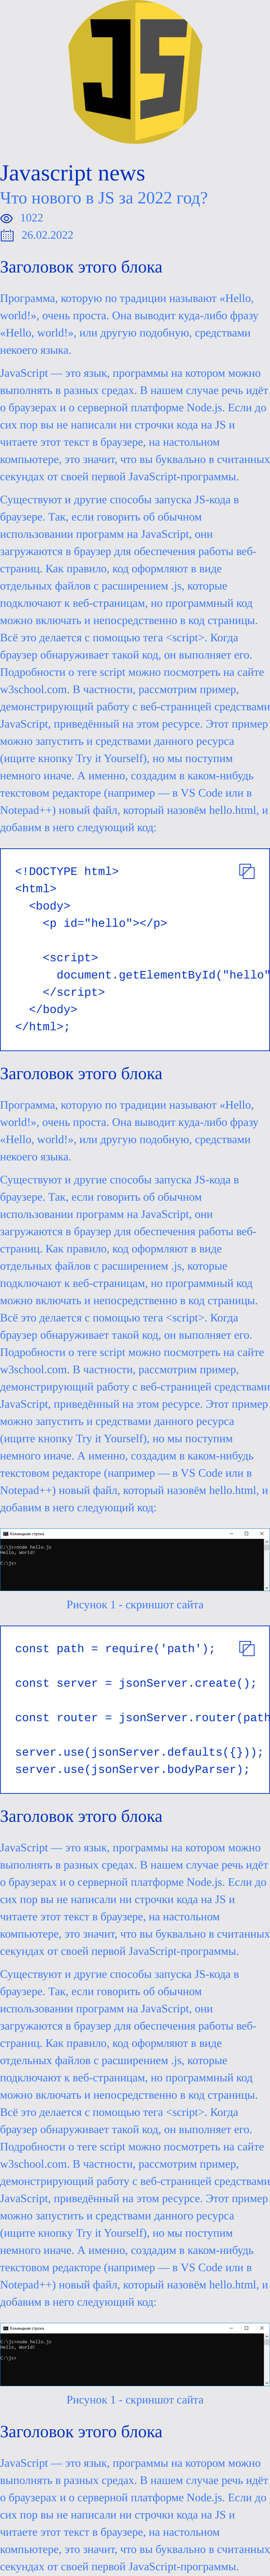 JS
Javascript news
Что нового в JS за 2022 год?
1022
26.02.2022
Заголовок этого блока
Программа, которую по традиции называют «Hello,
world!», очень проста. Она выводит куда-либо фразу
«Hello, world!», или другую подобную, средствами
некоего языка.
JavaScript — это язык, программы на котором можно
выполнять в разных средах. В нашем случае речь идёт
о браузерах и о серверной платформе Node.js. Если до
сих пор вы не написали ни строчки кода на JS и
читаете этот текст в браузере, на настольном
компьютере, это значит, что вы буквально в считанных
секундах от своей первой JavaScript-программы.
Существуют и другие способы запуска JS-кода в
браузере. Так, если говорить об обычном
использовании программ на JavaScript, они
загружаются в браузер для обеспечения работы веб-
страниц. Как правило, код оформляют в виде
отдельных файлов с расширением .js, которые
подключают к веб-страницам, но программный код
можно включать и непосредственно в код страницы.
Всё это делается с помощью тега <script>. Когда
браузер обнаруживает такой код, он выполняет его.
Подробности о теге script можно посмотреть на сайте
w3school.com. В частности, рассмотрим пример,
демонстрирующий работу с веб-страницей средствами
JavaScript, приведённый на этом ресурсе. Этот пример
можно запустить и средствами данного ресурса
(ищите кнопку Try it Yourself), но мы поступим
немного иначе. А именно, создадим в каком-нибудь
текстовом редакторе (например — в VS Code или в
Notepad++) новый файл, который назовём hello.html, и
добавим в него следующий код:
<!DOCTYPE html>
<html>
  <body>
    <p id="hello"></p>
    <script>
      document.getElementById("hello"
    </script>
  </body>
</html>;
Заголовок этого блока
Программа, которую по традиции называют «Hello,
world!», очень проста. Она выводит куда-либо фразу
«Hello, world!», или другую подобную, средствами
некоего языка.
Существуют и другие способы запуска JS-кода в
браузере. Так, если говорить об обычном
использовании программ на JavaScript, они
загружаются в браузер для обеспечения работы веб-
страниц. Как правило, код оформляют в виде
отдельных файлов с расширением .js, которые
подключают к веб-страницам, но программный код
можно включать и непосредственно в код страницы.
Всё это делается с помощью тега <script>. Когда
браузер обнаруживает такой код, он выполняет его.
Подробности о теге script можно посмотреть на сайте
w3school.com. В частности, рассмотрим пример,
демонстрирующий работу с веб-страницей средствами
JavaScript, приведённый на этом ресурсе. Этот пример
можно запустить и средствами данного ресурса
(ищите кнопку Try it Yourself), но мы поступим
немного иначе. А именно, создадим в каком-нибудь
текстовом редакторе (например — в VS Code или в
Notepad++) новый файл, который назовём hello.html, и
добавим в него следующий код:
Командная строка
C:\js>node hello.js
Hello, World!
C:\js>
Рисунок 1 - скриншот сайта
const path = require('path');
const server = jsonServer.create();
const router = jsonServer.router(path
server.use(jsonServer.defaults({}));
server.use(jsonServer.bodyParser);
Заголовок этого блока
JavaScript — это язык, программы на котором можно
выполнять в разных средах. В нашем случае речь идёт
о браузерах и о серверной платформе Node.js. Если до
сих пор вы не написали ни строчки кода на JS и
читаете этот текст в браузере, на настольном
компьютере, это значит, что вы буквально в считанных
секундах от своей первой JavaScript-программы.
Существуют и другие способы запуска JS-кода в
браузере. Так, если говорить об обычном
использовании программ на JavaScript, они
загружаются в браузер для обеспечения работы веб-
страниц. Как правило, код оформляют в виде
отдельных файлов с расширением .js, которые
подключают к веб-страницам, но программный код
можно включать и непосредственно в код страницы.
Всё это делается с помощью тега <script>. Когда
браузер обнаруживает такой код, он выполняет его.
Подробности о теге script можно посмотреть на сайте
w3school.com. В частности, рассмотрим пример,
демонстрирующий работу с веб-страницей средствами
JavaScript, приведённый на этом ресурсе. Этот пример
можно запустить и средствами данного ресурса
(ищите кнопку Try it Yourself), но мы поступим
немного иначе. А именно, создадим в каком-нибудь
текстовом редакторе (например — в VS Code или в
Notepad++) новый файл, который назовём hello.html, и
добавим в него следующий код:
Командная строка
C:\js>node hello.js
Hello, World!
C:\js>
Рисунок 1 - скриншот сайта
Заголовок этого блока
JavaScript — это язык, программы на котором можно
выполнять в разных средах. В нашем случае речь идёт
о браузерах и о серверной платформе Node.js. Если до
сих пор вы не написали ни строчки кода на JS и
читаете этот текст в браузере, на настольном
компьютере, это значит, что вы буквально в считанных
секундах от своей первой JavaScript-программы.